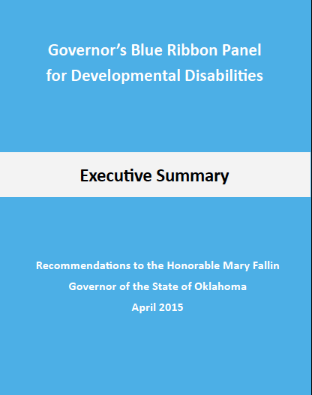 Governor’s Blue Ribbon Panel
for Developmental Disabilities
Executive Summary
Recommendations to the Honorable Mary Fallin
Governor of the State of Oklahoma
April 2015